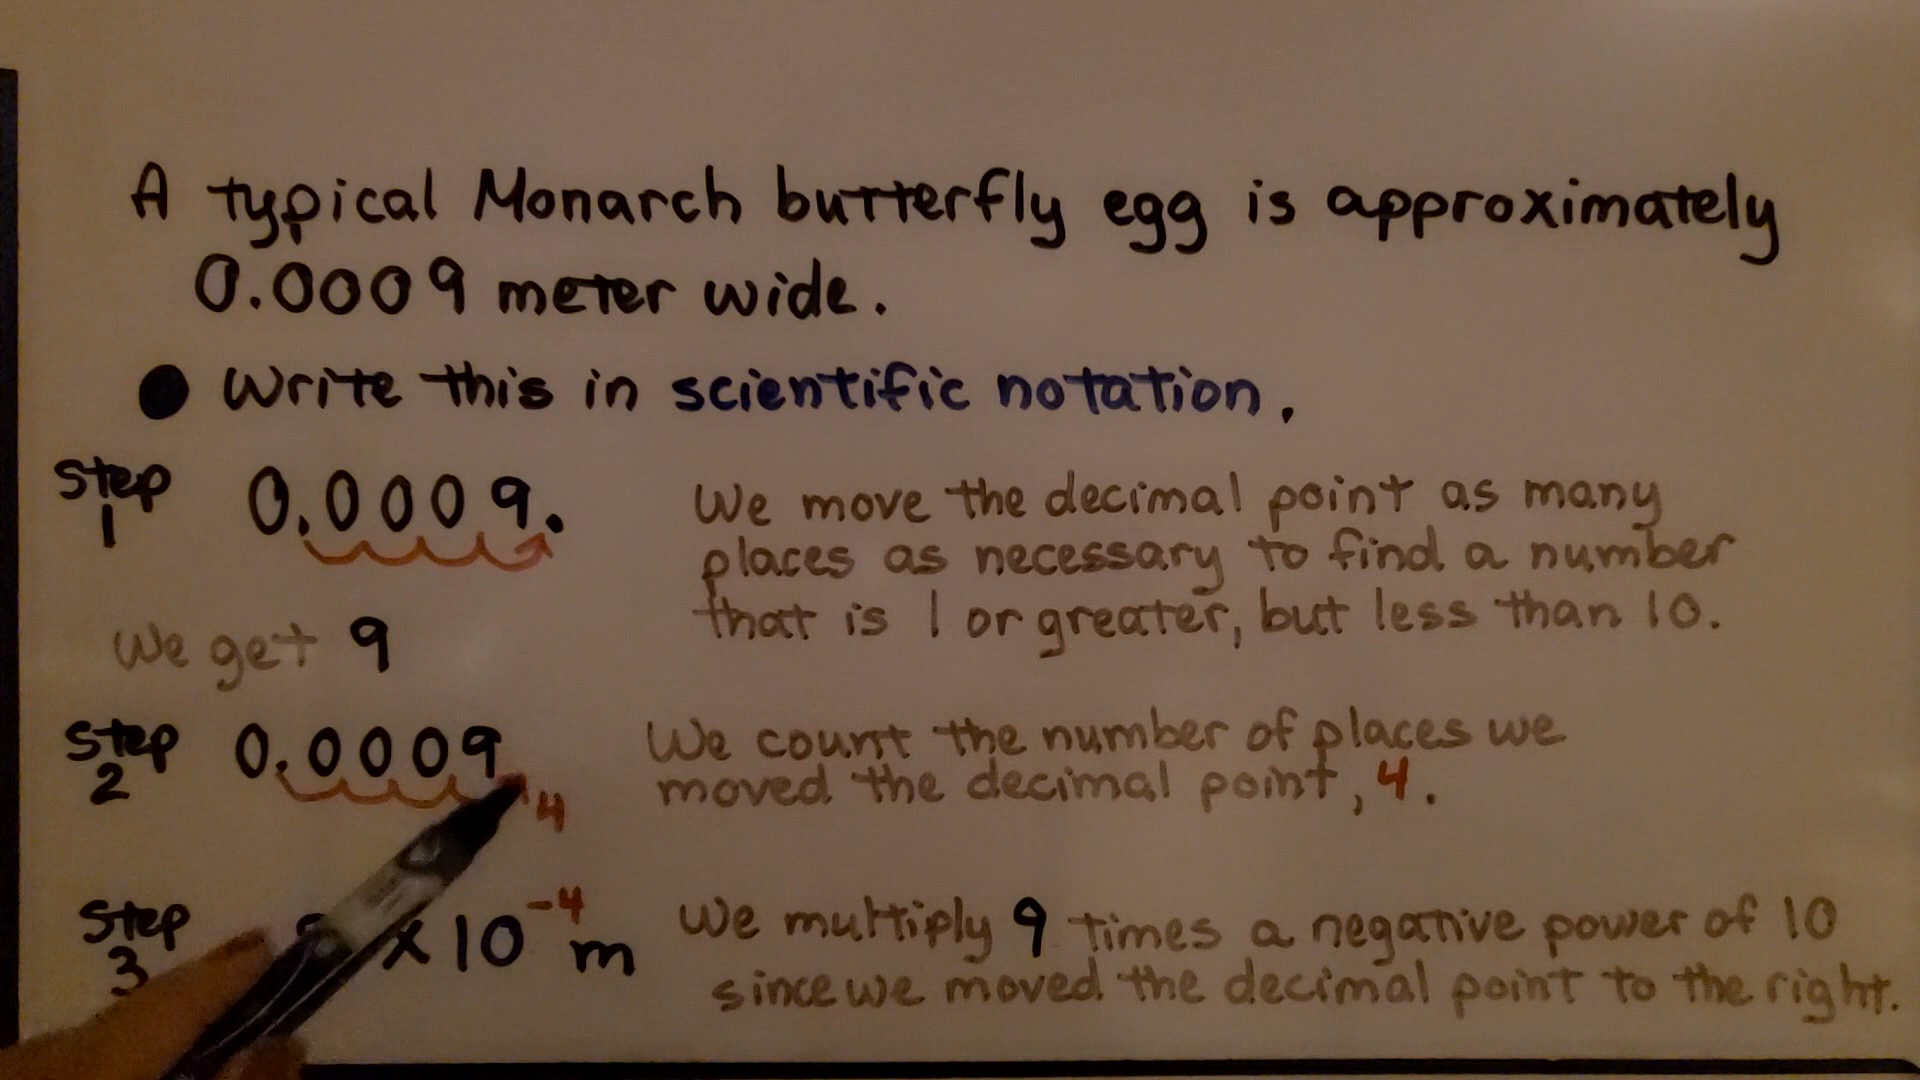 A typical Monarch butterfly egg is approximately
0.0009 meter wide.
● Write this in scientific notation.
Step 1
0.0009.
We get 9
We move the decimal point as many
places as necessary to find a number
that is 1 or greater, but less than 10.
Step 2
0.0009
4
We count the number of places we
moved the decimal point, 4.
Step 3
x 10⁻⁴ m
We multiply 9 times a negative power of 10
since we moved the decimal point to the right.